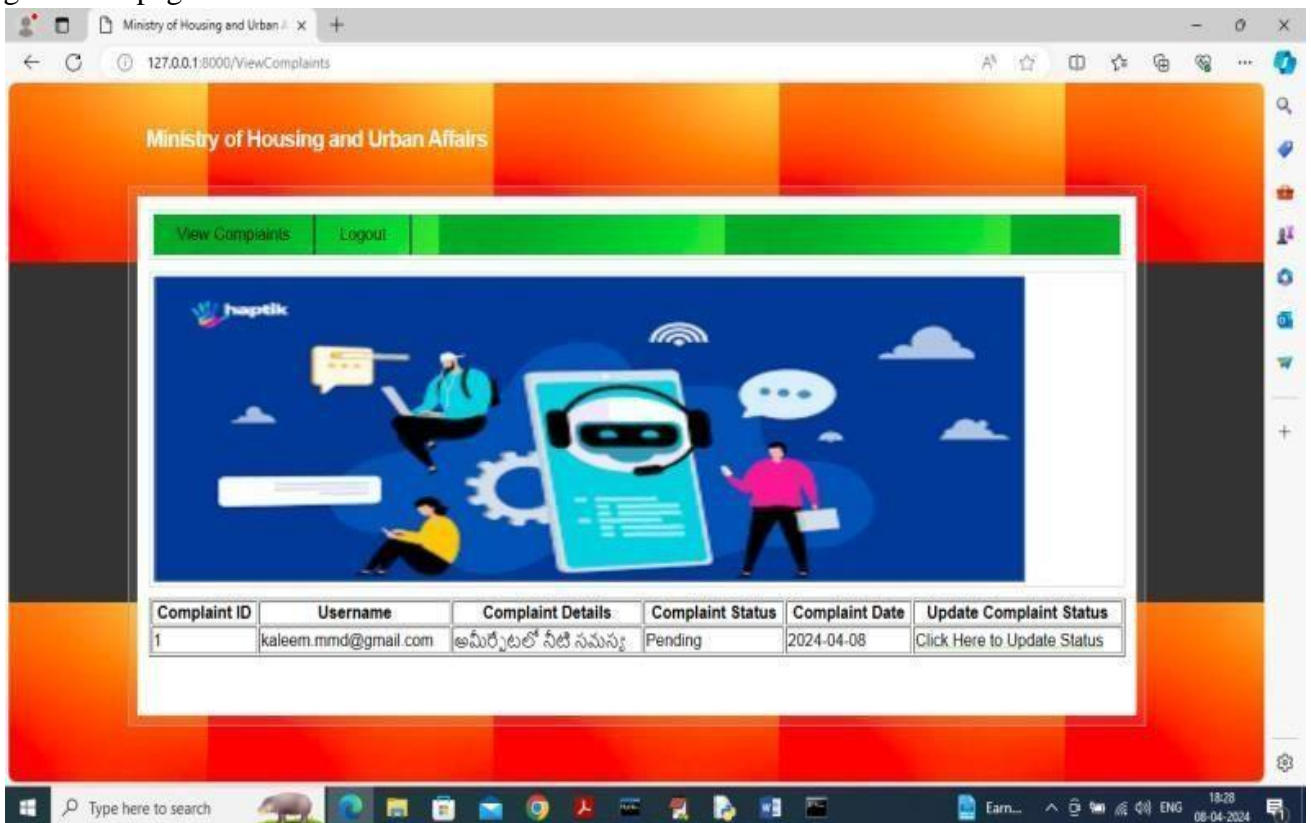 Ministry of Housing and Urban A
127.0.0.1:8000/ViewComplaints
Ministry of Housing and Urban Affairs
View Complaints Logout
haptik
Complaint ID Username Complaint Details Complaint Status Complaint Date Update Complaint Status
1 kaleem.mmd@gmail.com అమీర్పేటలో నీటి సమస్య Pending 2024-04-08 Click Here to Update Status
Type here to search Earn... ENG 18:28
08-04-2024